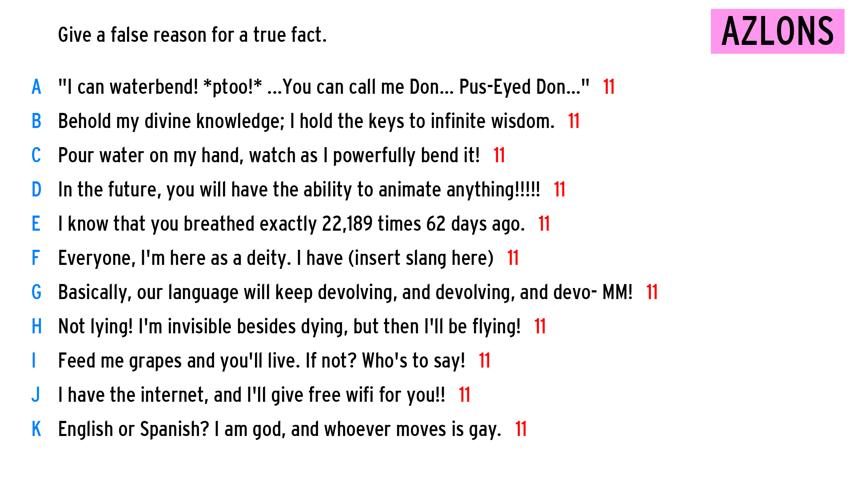 Give a false reason for a true fact.
AZLONS
A "I can waterbend! *ptoo!* ...You can call me Don... Pus-Eyed Don..." 11
B Behold my divine knowledge; I hold the keys to infinite wisdom. 11
C Pour water on my hand, watch as I powerfully bend it! 11
D In the future, you will have the ability to animate anything!!!!! 11
E I know that you breathed exactly 22,189 times 62 days ago. 11
F Everyone, I'm here as a deity. I have (insert slang here) 11
G Basically, our language will keep devolving, and devolving, and devo- MM! 11
H Not lying! I'm invisible besides dying, but then I'll be flying! 11
I Feed me grapes and you'll live. If not? Who's to say! 11
J I have the internet, and I'll give free wifi for you!! 11
K English or Spanish? I am god, and whoever moves is gay. 11